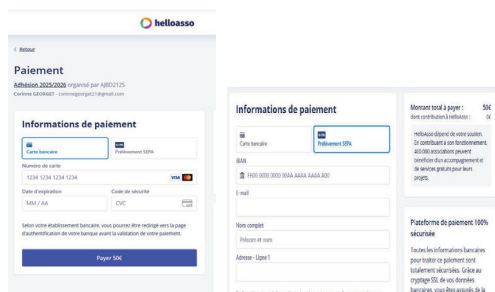 helloasso
< Retour
Paiement
Adhésion 2025/2026 organisé par AJBD2125
Corinne GEORGET - corinnegeorget21@gmail.com
Informations de paiement
Carte bancaire
Prélèvement SEPA
Numéro de carte
1234 1234 1234 1234
VISA
Date d'expiration
Code de sécurité
MM / AA
CVC
Selon votre établissement bancaire, vous pourrez être redirigé vers la page
d'authentification de votre banque avant la validation de votre paiement.
Payer 50€
Informations de paiement
Carte bancaire
Prélèvement SEPA
IBAN
FR00 0000 0000 00AA AAAA AAAA A00
E-mail
Nom complet
Prénom et nom
Adresse - Ligne 1
Montant total à payer : 50€
dont contribution à HelloAsso : 0€
HelloAsso dépend de votre soutien.
En contribuant à son fonctionnement
400 000 associations peuvent
bénéficier d'un accompagnement et
de services gratuits pour leurs
projets.
Plateforme de paiement 100%
sécurisée
Toutes les informations bancaires
pour traiter ce paiement sont
totalement sécurisées. Grâce au
cryptage SSL de vos données
bancaires, vous êtes assurés de la